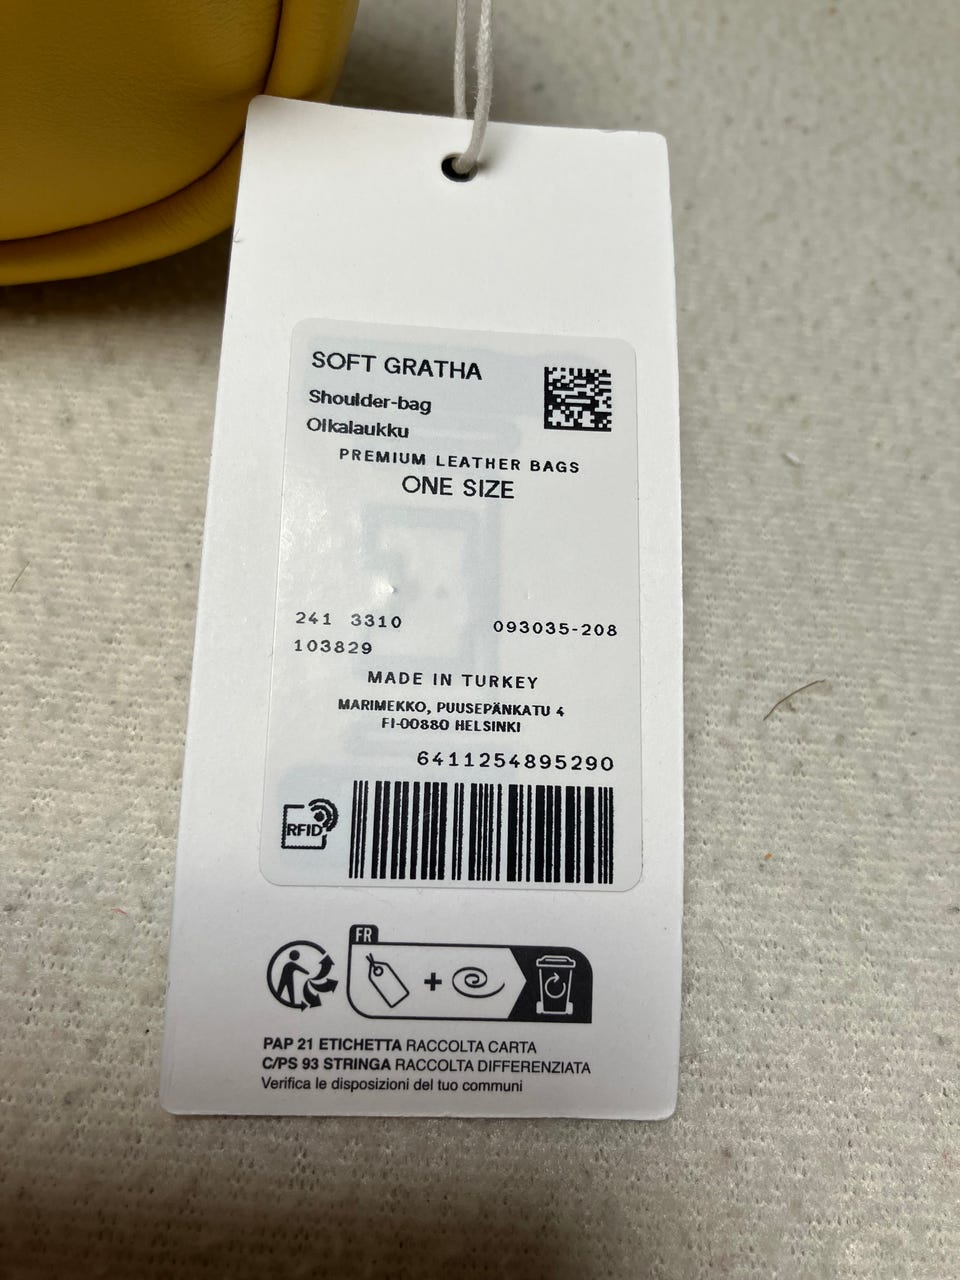 SOFT GRATHA
Shoulder-bag
Olkalaukku
PREMIUM LEATHER BAGS
ONE SIZE
241 3310 093035-208
103829
MADE IN TURKEY
MARIMEKKO, PUUSEPÄNKATU 4
FI-00880 HELSINKI
6411254895290
RFID
FR
PAP 21 ETICHETTA RACCOLTA CARTA
C/PS 93 STRINGA RACCOLTA DIFFERENZIATA
Verifica le disposizioni del tuo communi